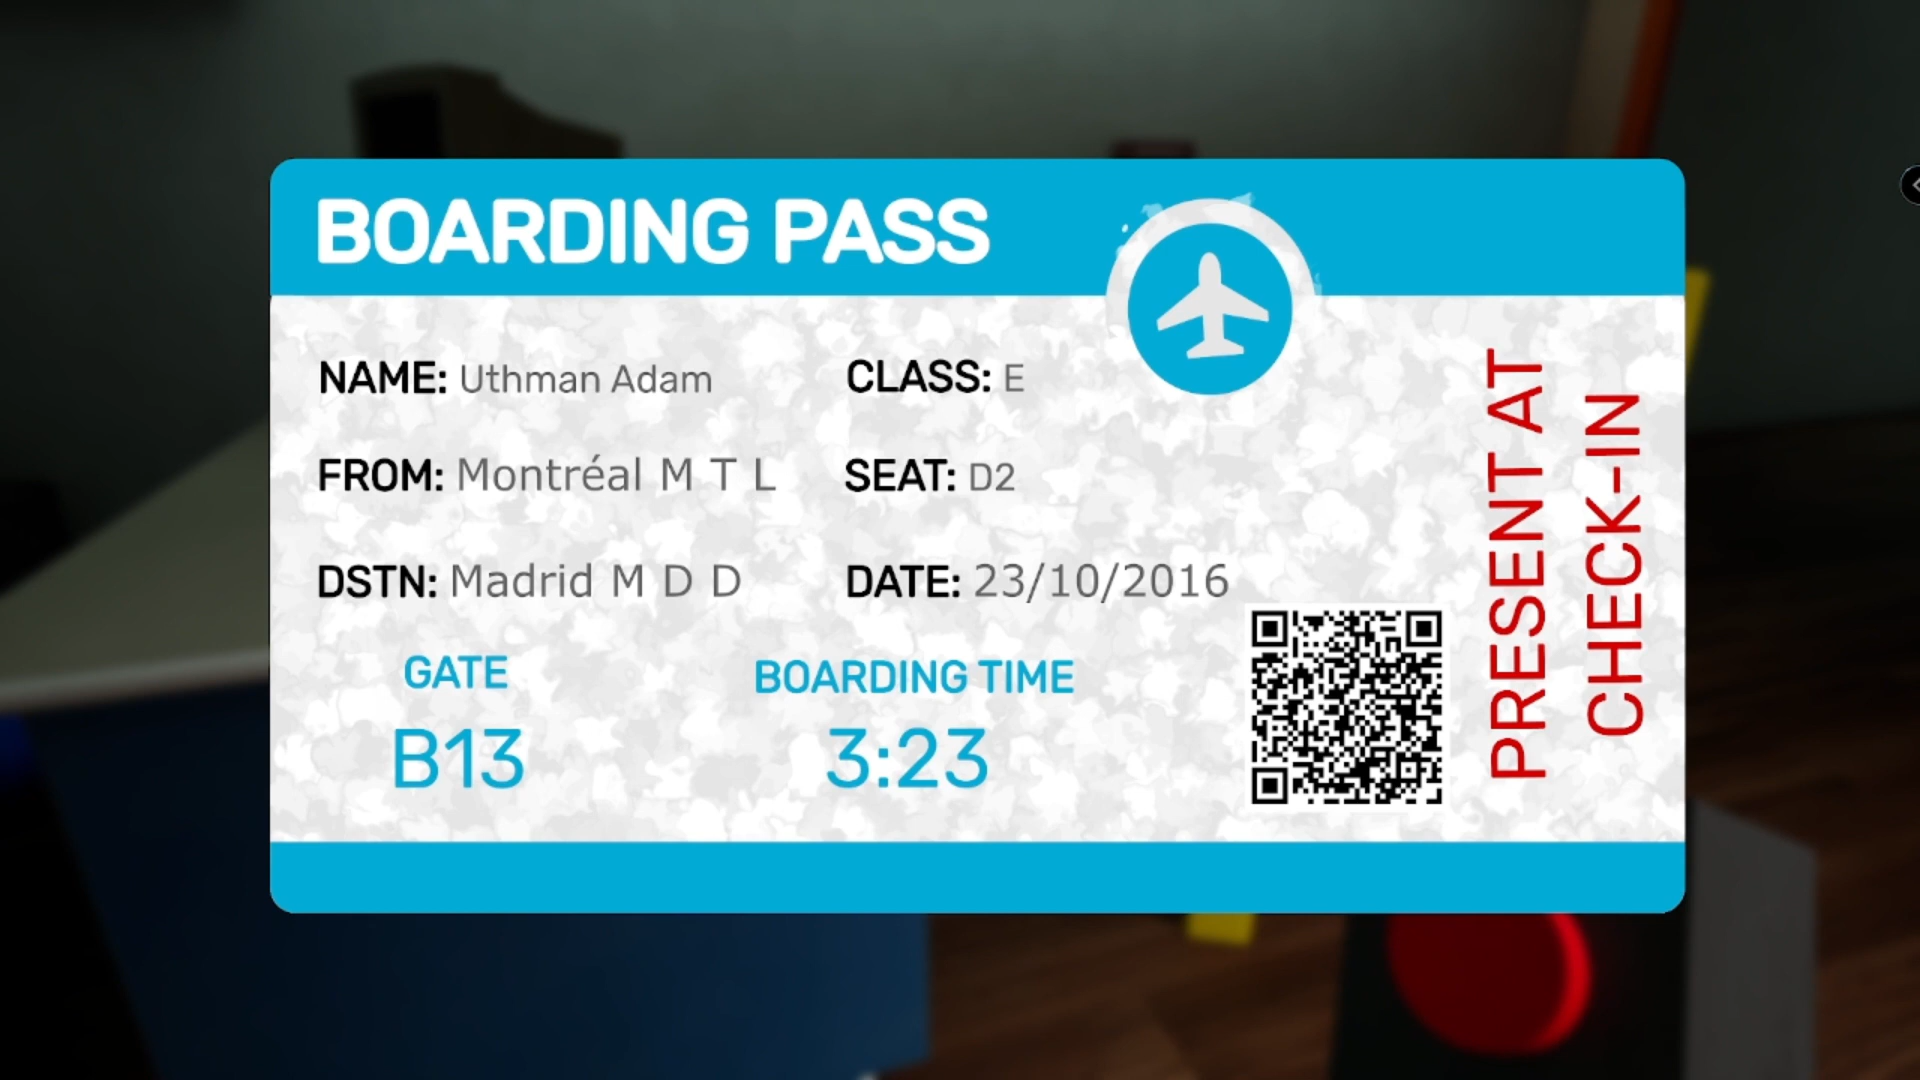 BOARDING PASS
NAME: Uthman Adam
CLASS: E
FROM: Montréal M T L
SEAT: D2
DSTN: Madrid M D D
DATE: 23/10/2016
GATE
B13
BOARDING TIME
3:23
PRESENT AT
CHECK-IN